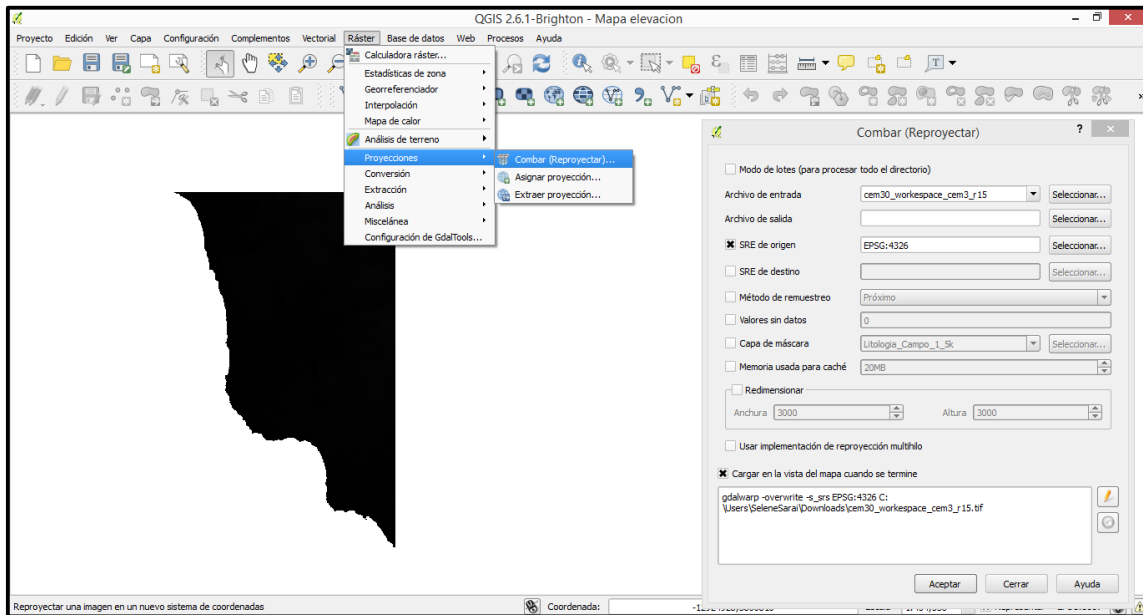 QGIS 2.6.1-Brighton - Mapa elevacion
Proyecto Edición Ver Capa Configuración Complementos Vectorial Ráster Base de datos Web Procesos Ayuda
Calculadora ráster...
Estadísticas de zona
Georreferenciador
Interpolación
Mapa de calor
Análisis de terreno
Proyecciones
Conversión
Extracción
Análisis
Miscelánea
Configuración de GdalTools...
Combar (Reproyectar)...
Asignar proyección...
Extraer proyección...
Combar (Reproyectar)
Modo de lotes (para procesar todo el directorio)
Archivo de entrada cem30_workespace_cem3_r15 Seleccionar...
Archivo de salida Seleccionar...
SRE de origen EPSG:4326 Seleccionar...
SRE de destino Seleccionar...
Método de remuestreo Próximo
Valores sin datos 0
Capa de máscara Litologia_Campo_1_5k Seleccionar...
Memoria usada para caché 20MB
Redimensionar
Anchura 3000 Altura 3000
Usar implementación de reproyección multihilo
Cargar en la vista del mapa cuando se termine
gdalwarp -overwrite -s_srs EPSG:4326 C:
\Users\SeleneSarai\Downloads\cem30_workespace_cem3_r15.tif
Aceptar Cerrar Ayuda
Reproyectar una imagen en un nuevo sistema de coordenadas Coordenada: